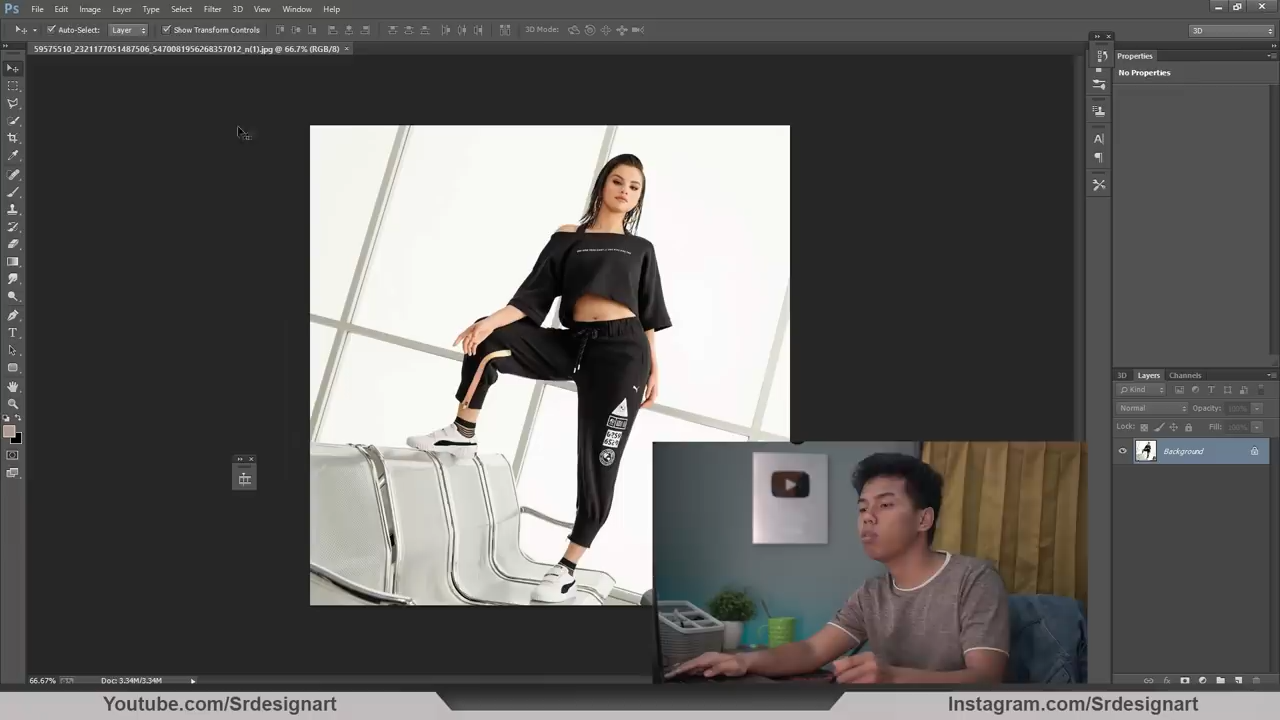 Ps File Edit Image Layer Type Select Filter 3D View Window Help
Auto-Select: Layer Show Transform Controls 3D Mode: 3D
59575510_2321177051487506_5470081956268357012_n(1).jpg @ 66.7% (RGB/8)
Properties
No Properties
3D Layers Channels
Kind
Normal Opacity: 100%
Lock: Fill: 100%
Background
66.67% Doc: 3.34M/3.34M
Youtube.com/Srdesignart Instagram.com/Srdesignart